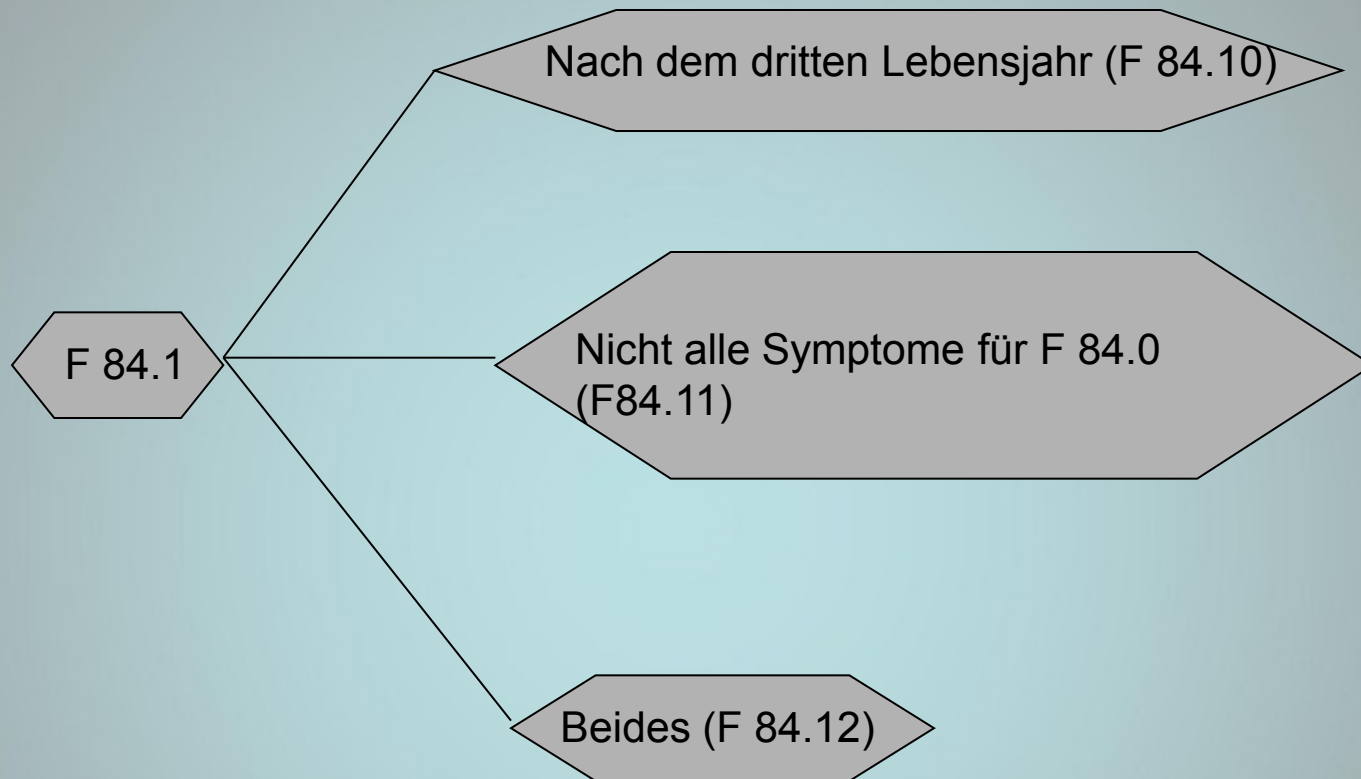 Nach dem dritten Lebensjahr (F 84.10)
F 84.1
Nicht alle Symptome für F 84.0
(F84.11)
Beides (F 84.12)